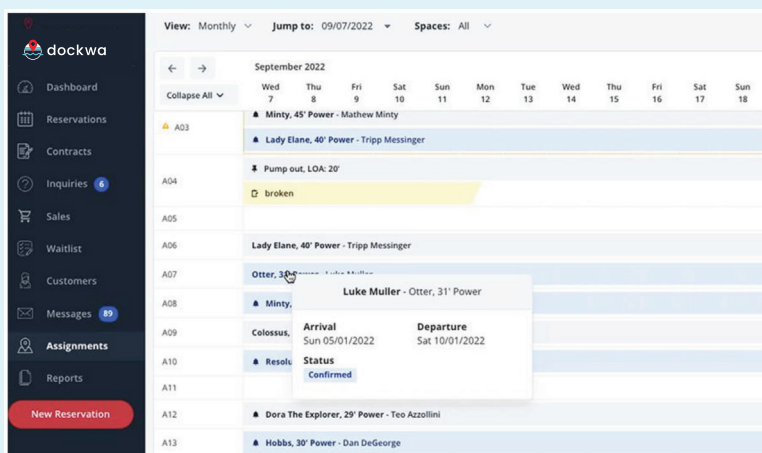 View: Monthly Jump to: 09/07/2022 Spaces: All
dockwa
Dashboard
Reservations
Contracts
Inquiries 6
Sales
Waitlist
Customers
Messages 89
Assignments
Reports
New Reservation
September 2022
Collapse All
Wed Thu Fri Sat Sun Mon Tue Wed Thu Fri Sat Sun
7 8 9 10 11 12 13 14 15 16 17 18
A03
Minty, 45' Power - Mathew Minty
Lady Elane, 40' Power - Tripp Messinger
A04
Pump out, LOA: 20'
broken
A05
A06
Lady Elane, 40' Power - Tripp Messinger
A07
Otter,
A08
Minty,
A09
Colossus,
A10
A11
A12
Dora The Explorer, 29' Power - Teo Azzollini
A13
Hobbs, 30' Power - Dan DeGeorge
Luke Muller - Otter, 31' Power
Arrival Departure
Sun 05/01/2022 Sat 10/01/2022
Status
Confirmed